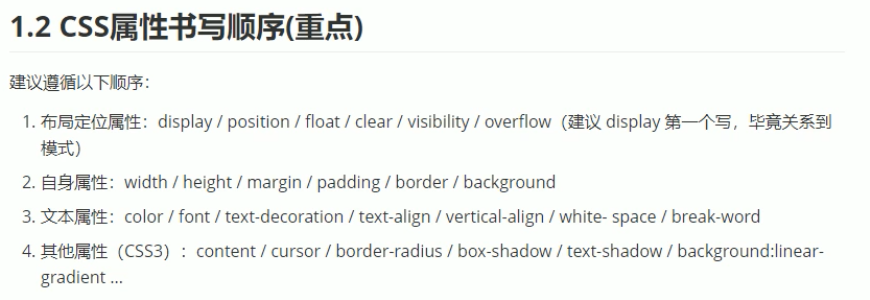 1.2 CSS属性书写顺序(重点)
建议遵循以下顺序：
1. 布局定位属性：display / position / float / clear / visibility / overflow（建议 display 第一个写，毕竟关系到
模式）
2. 自身属性：width / height / margin / padding / border / background
3. 文本属性：color / font / text-decoration / text-align / vertical-align / white- space / break-word
4. 其他属性（CSS3）：content / cursor / border-radius / box-shadow / text-shadow / background:linear-
gradient ...